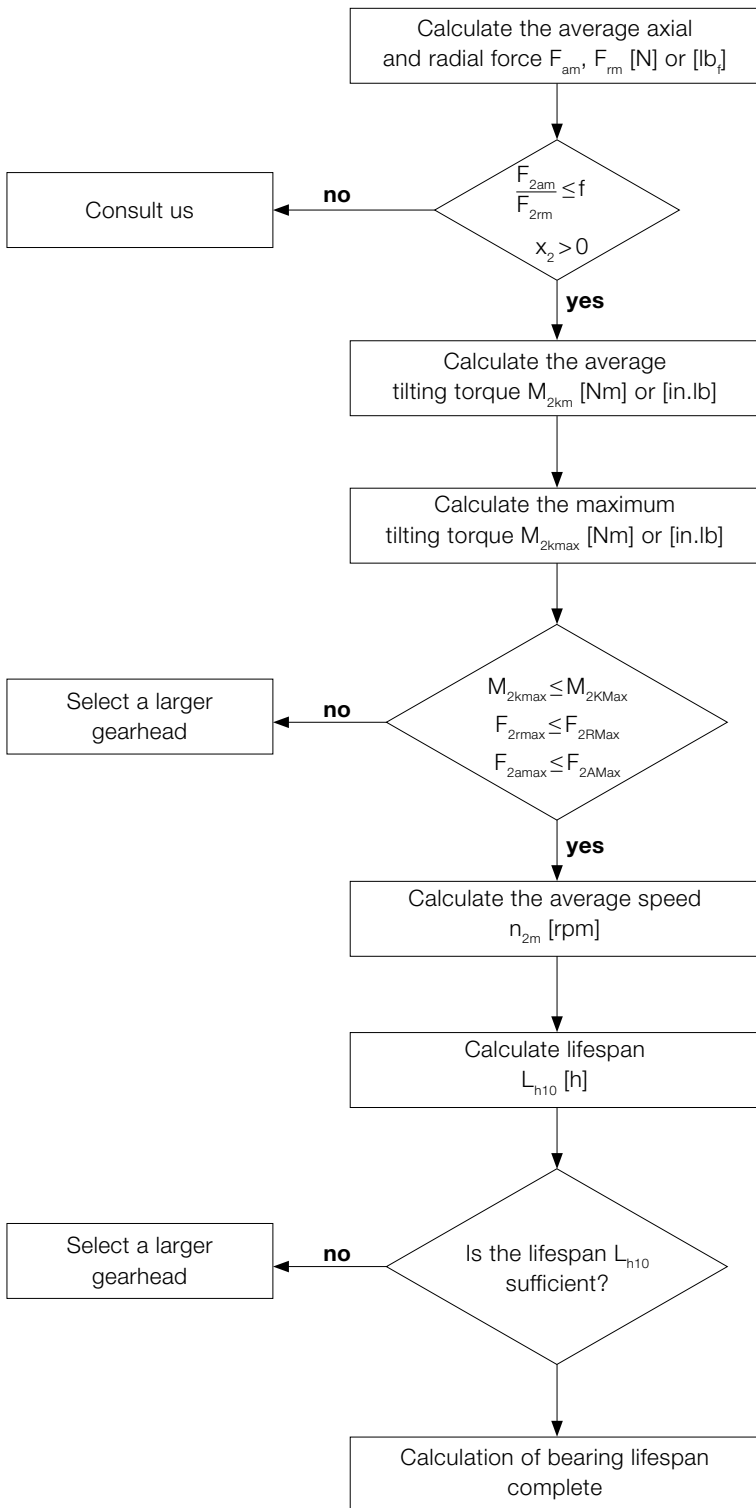 Calculate the average axial
and radial force F_am, F_rm [N] or [lb_f]
F_2am
F_2rm
≤ f
x_2 > 0
no
Consult us
yes
Calculate the average
tilting torque M_2km [Nm] or [in.lb]
Calculate the maximum
tilting torque M_2kmax [Nm] or [in.lb]
M_2kmax ≤ M_2KMax
F_2rmax ≤ F_2RMax
F_2amax ≤ F_2AMax
no
Select a larger
gearhead
yes
Calculate the average speed
n_2m [rpm]
Calculate lifespan
L_h10 [h]
Is the lifespan L_h10
sufficient?
no
Select a larger
gearhead
Calculation of bearing lifespan
complete